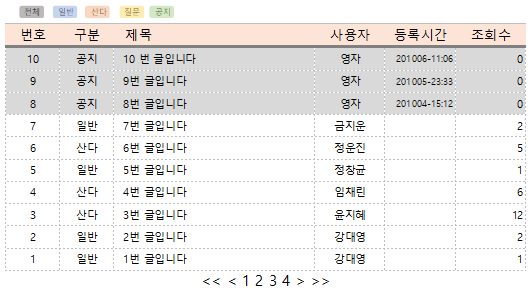 전체 일반 산다 질문 공지
번호 구분 제목 사용자 등록시간 조회수
10 공지 10 번 글입니다 영자 201006-11:06 0
9 공지 9번 글입니다 영자 201005-23:33 0
8 공지 8번 글입니다 영자 201004-15:12 0
7 일반 7번 글입니다 금지운 2
6 산다 6번 글입니다 정운진 5
5 일반 5번 글입니다 정창균 1
4 산다 4번 글입니다 임채린 6
3 산다 3번 글입니다 윤지혜 12
2 일반 2번 글입니다 강대영 2
1 일반 1번 글입니다 강대영 1
<< < 1 2 3 4 > >>